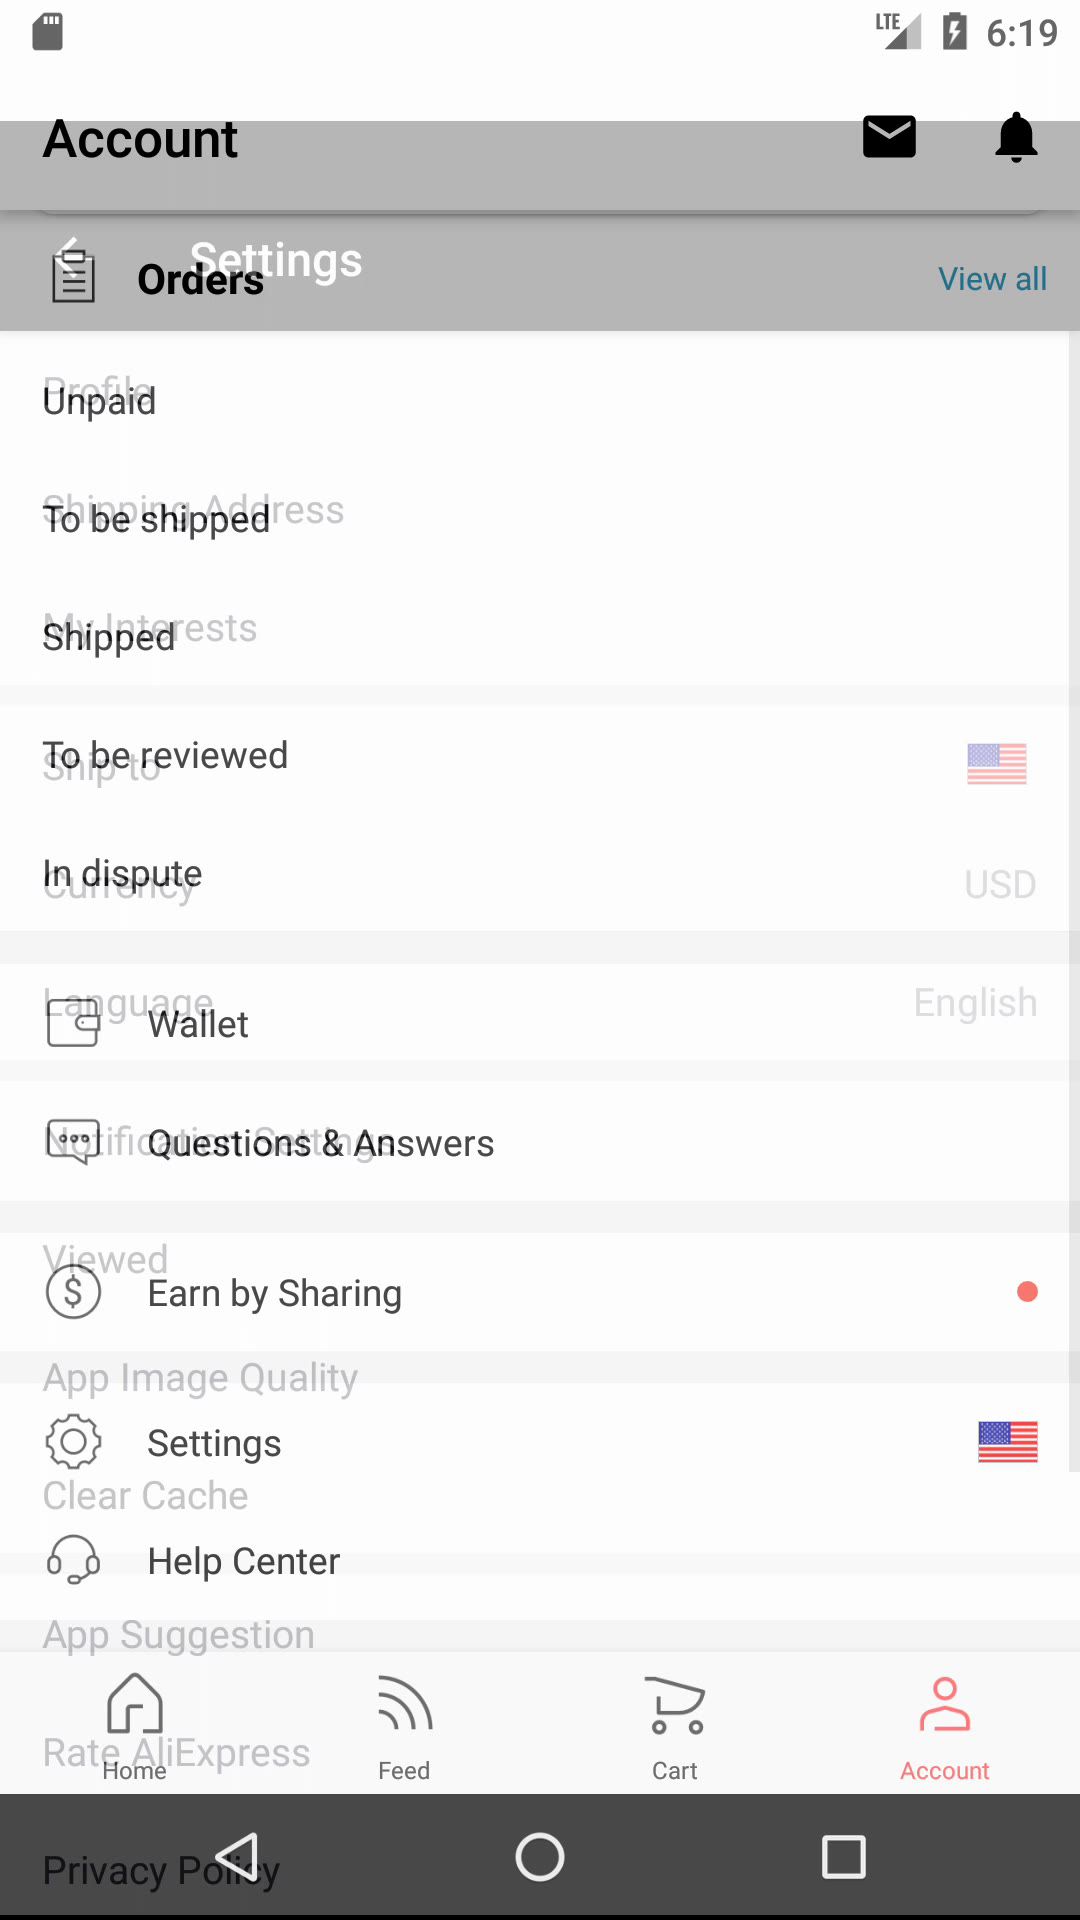 LTE 6:19
Account
Settings
Orders View all
Profile
Unpaid
Shipping Address
To be shipped
My Interests
Shipped
To be reviewed
Ship to
In dispute
Currency USD
Language English
Wallet
Notification Settings
Questions & Answers
Viewed
Earn by Sharing
App Image Quality
Settings
Clear Cache
Help Center
App Suggestion
Rate AliExpress
Home Feed Cart Account
Privacy Policy